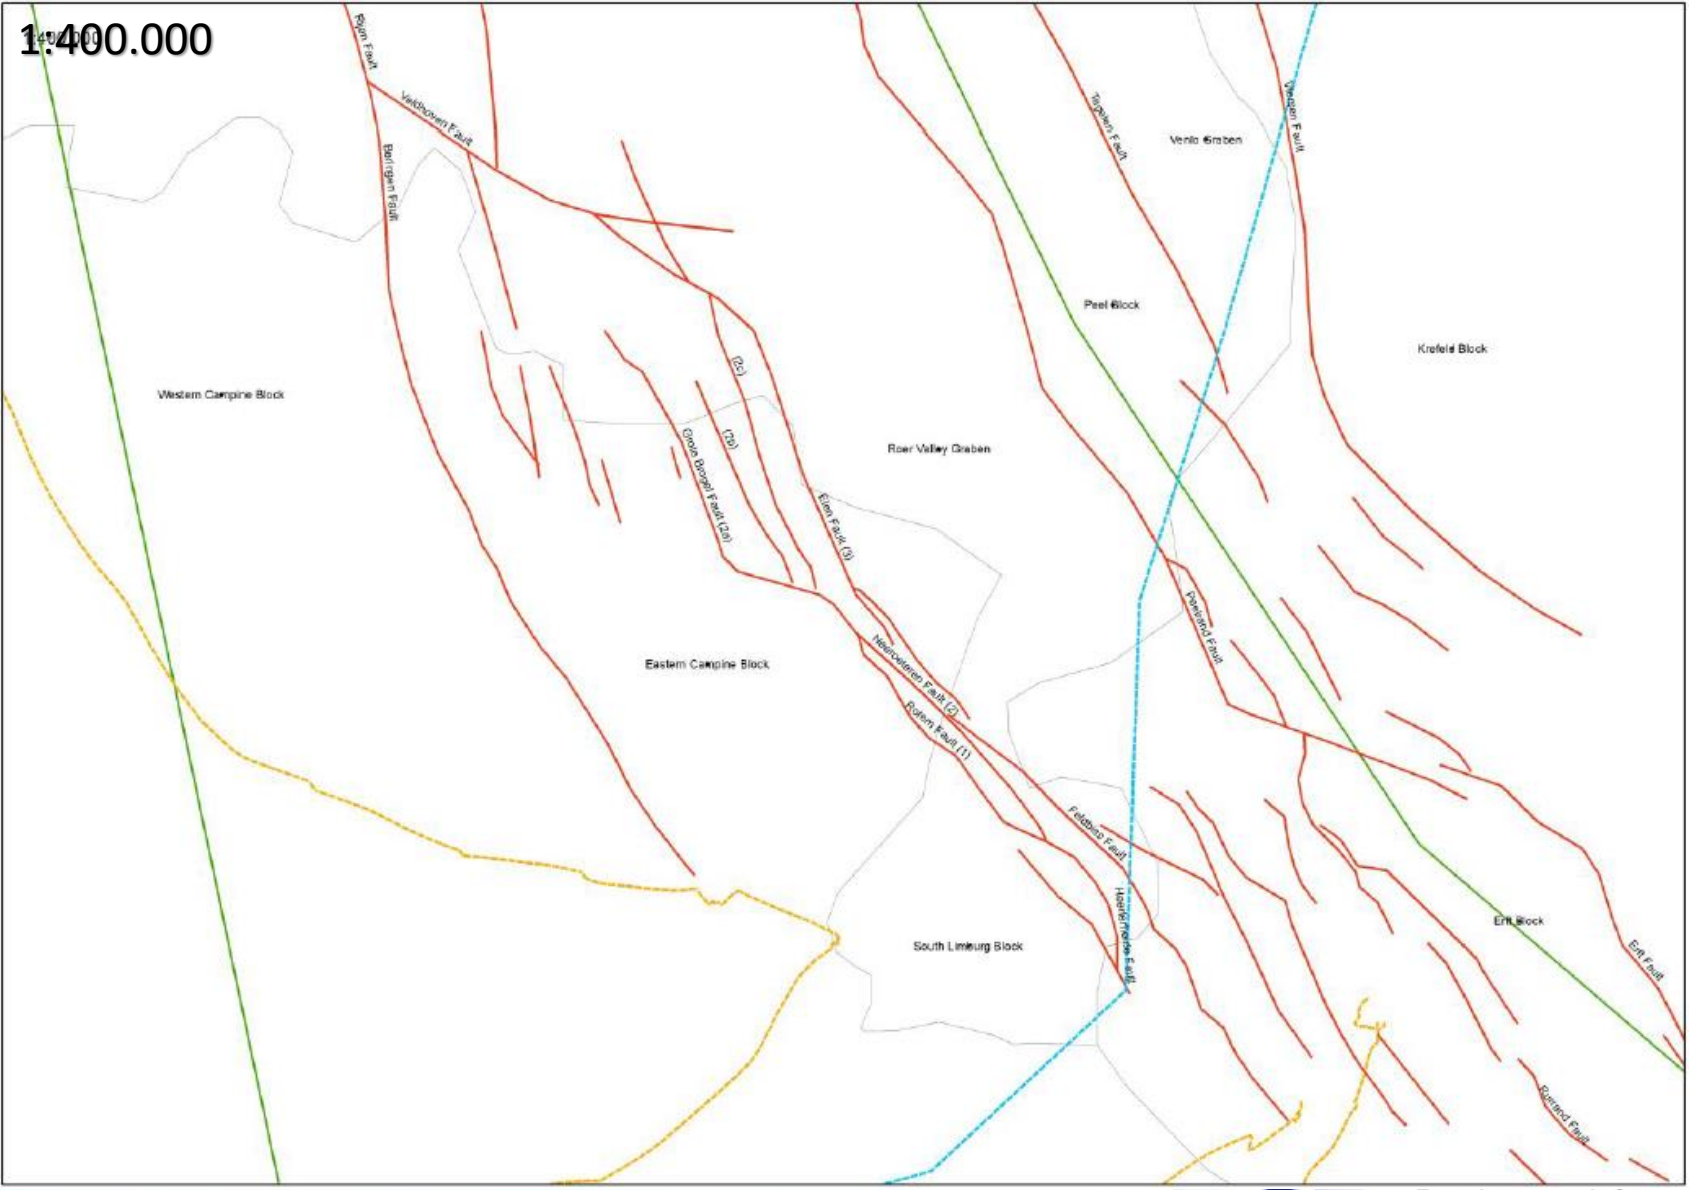 1:400.000
Rijen Fault
Veldhoven Fault
Beringen Fault
Tegelen Fault
Venlo Graben
Viersen Fault
Peel Block
Krefeld Block
Western Campine Block
(2c)
(2b)
Grote Brogel Fault (2a)
Roer Valley Graben
Elen Fault (3)
Peelrand Fault
Neeroeteren Fault (2)
Eastern Campine Block
Rotem Fault (1)
Feldbiss Fault
Heerlerheide Fault
South Limburg Block
Erft Block
Erft Fault
Rurrand Fault